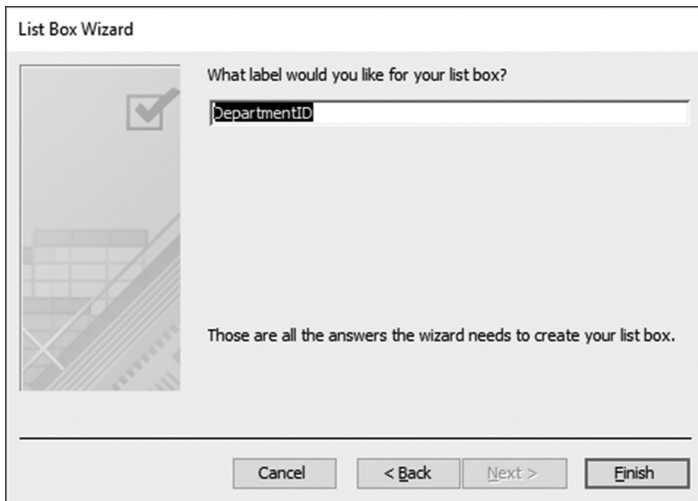 List Box Wizard
What label would you like for your list box?
DepartmentID
Those are all the answers the wizard needs to create your list box.
Cancel
< Back
Next >
Finish